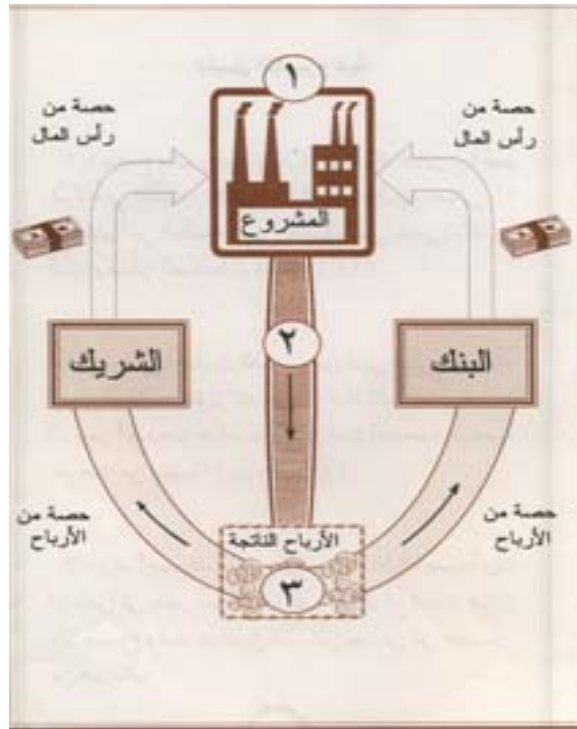 ١
حصة من
رأس المال
حصة من
رأس المال
المشروع
٢
البنك
الشريك
حصة من
الأرباح
الأرباح الناتجة
حصة من
الأرباح
٣